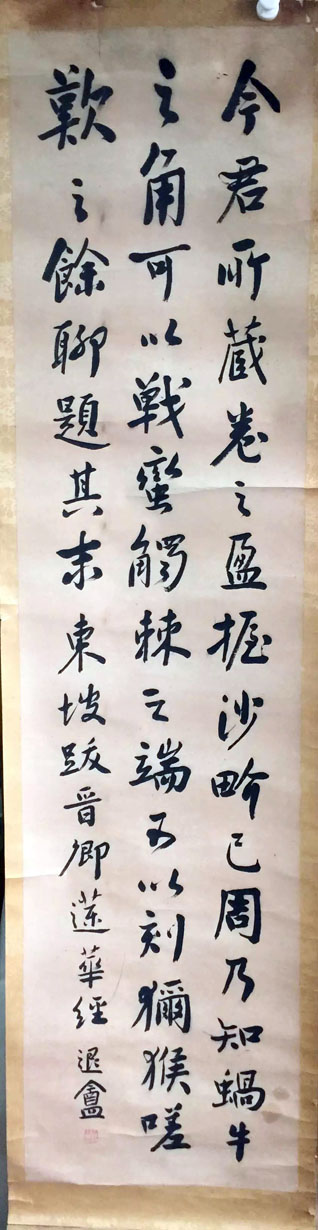 今君所藏卷之盈握沙畍已周乃知蝸牛
之角可以戰蠻觸棘之端可以刻獼猴嗟
歎之餘聊題其末東坡跋晋卿蓮華經退盦